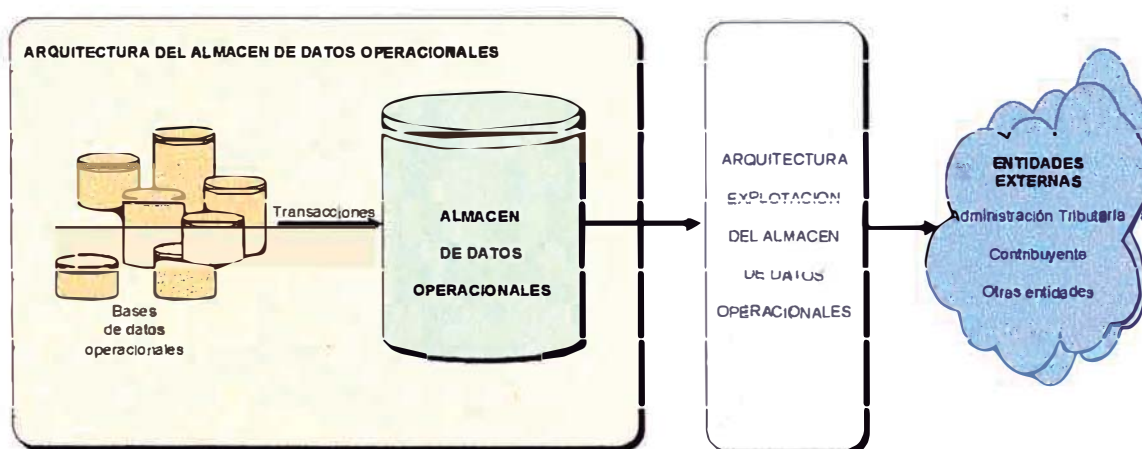 ARQUITECTURA DEL ALMACEN DE DATOS OPERACIONALES
Transacciones
Bases
de datos
operacionales
ALMACEN
DE DATOS
OPERACIONALES
ARQUITECTURA
EXPLOTACION
DEL ALMACEN
DE DATOS
OPERACIONALES
ENTIDADES
EXTERNAS
Administración Tributaria
Contribuyente
Otras entidades